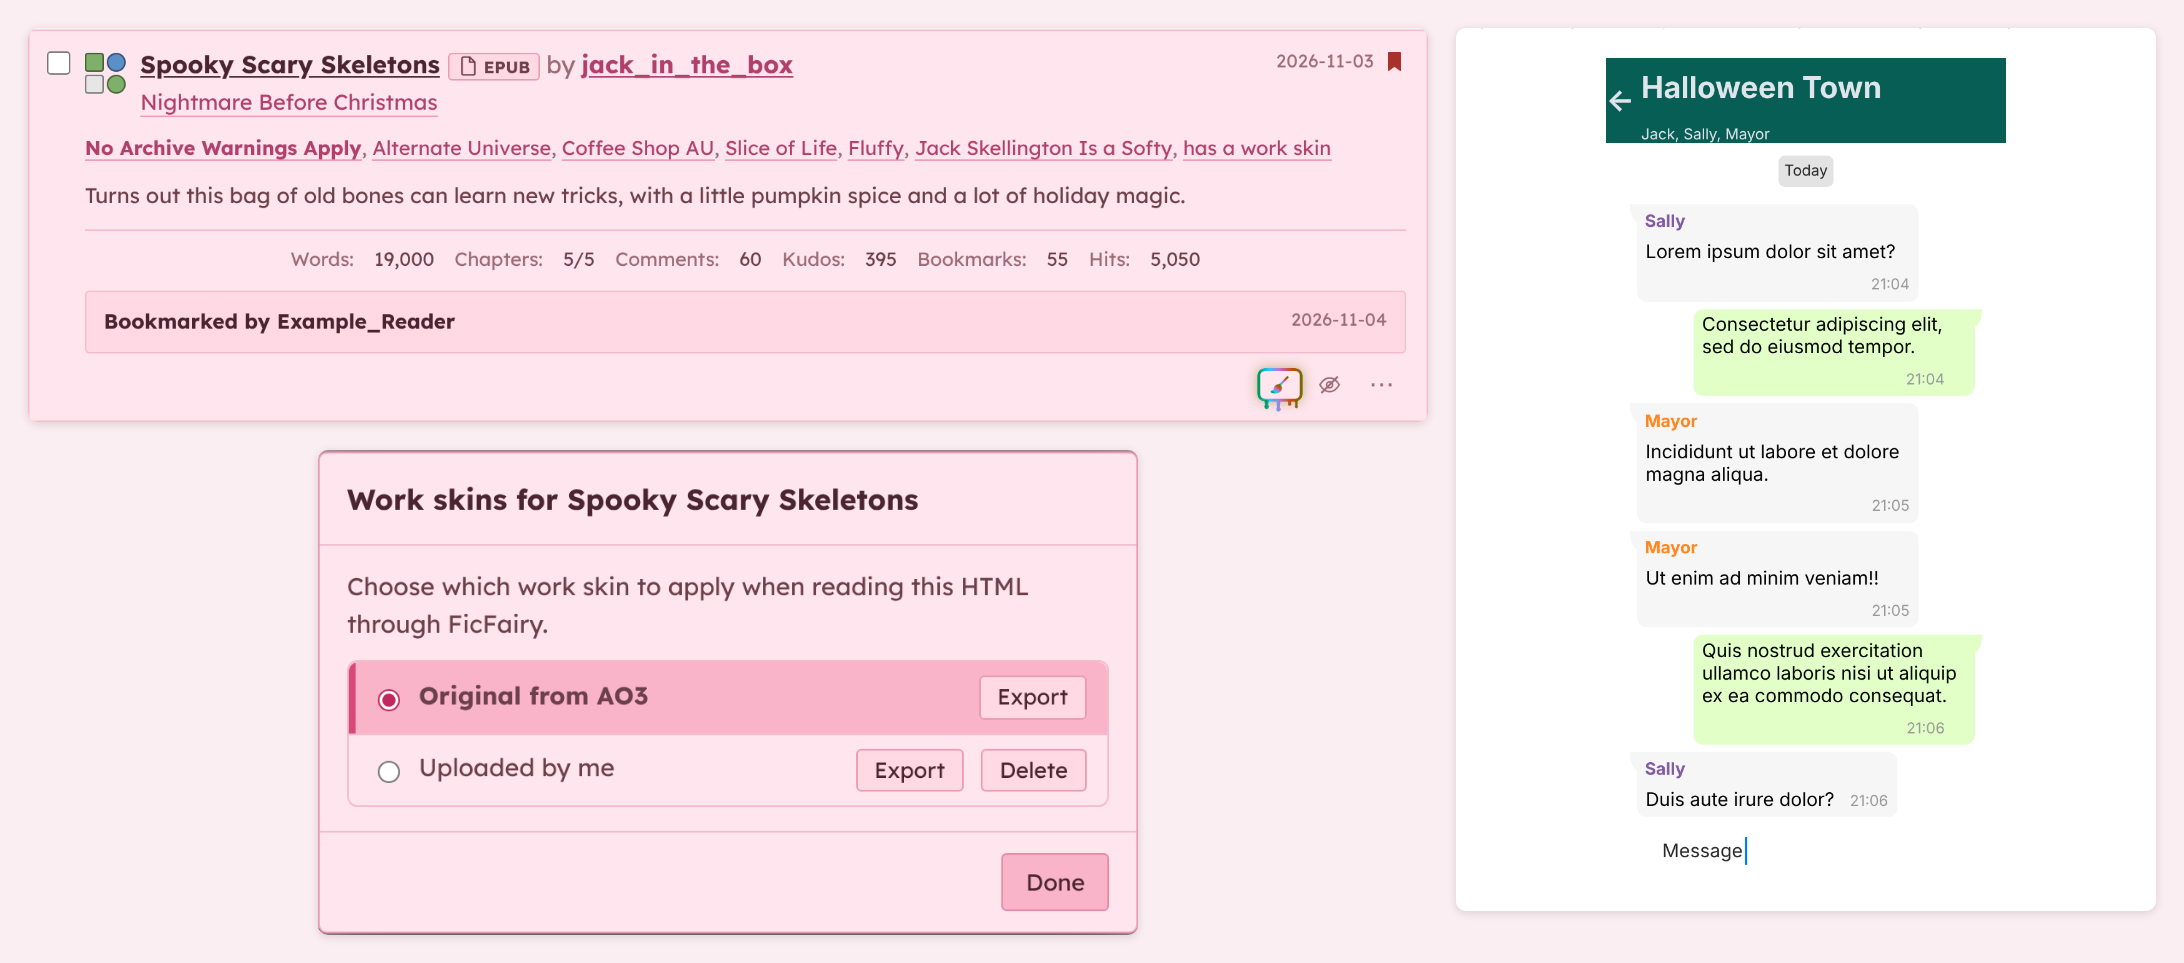 Spooky Scary Skeletons EPUB by jack_in_the_box 2026-11-03
Nightmare Before Christmas
No Archive Warnings Apply, Alternate Universe, Coffee Shop AU, Slice of Life, Fluffy, Jack Skellington Is a Softy, has a work skin
Turns out this bag of old bones can learn new tricks, with a little pumpkin spice and a lot of holiday magic.
Words: 19,000 Chapters: 5/5 Comments: 60 Kudos: 395 Bookmarks: 55 Hits: 5,050
Bookmarked by Example_Reader 2026-11-04
Work skins for Spooky Scary Skeletons
Choose which work skin to apply when reading this HTML
through FicFairy.
Original from AO3 Export
Uploaded by me Export Delete
Done
Halloween Town
Jack, Sally, Mayor
Today
Sally
Lorem ipsum dolor sit amet?
21:04
Consectetur adipiscing elit,
sed do eiusmod tempor.
21:04
Mayor
Incididunt ut labore et dolore
magna aliqua.
21:05
Mayor
Ut enim ad minim veniam!!
21:05
Quis nostrud exercitation
ullamco laboris nisi ut aliquip
ex ea commodo consequat.
21:06
Sally
Duis aute irure dolor? 21:06
Message